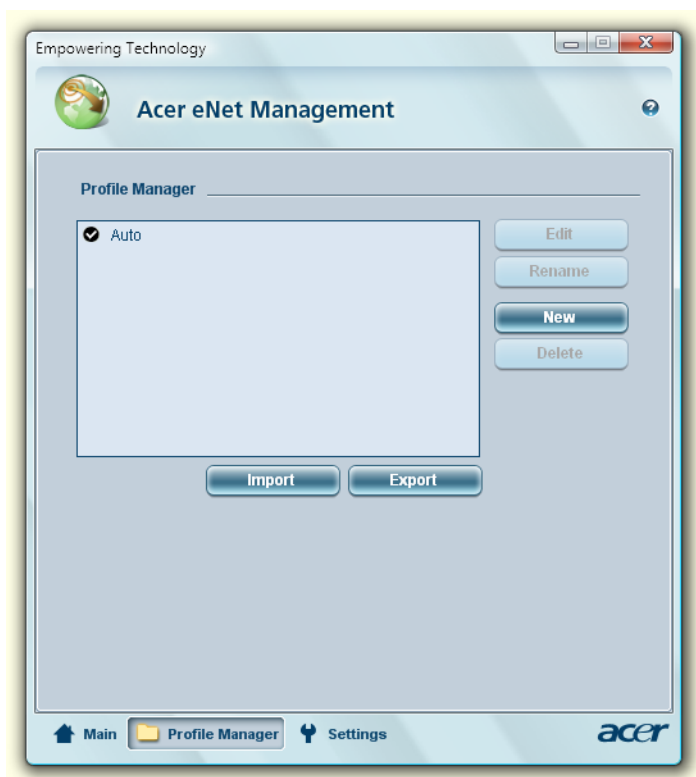 Empowering Technology
Acer eNet Management
Profile Manager
Auto
Edit
Rename
New
Delete
Import
Export
Main
Profile Manager
Settings
acer